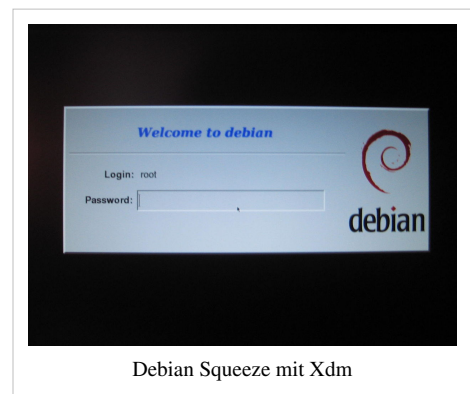 Welcome to debian
Login: root
Password:
debian
Debian Squeeze mit Xdm